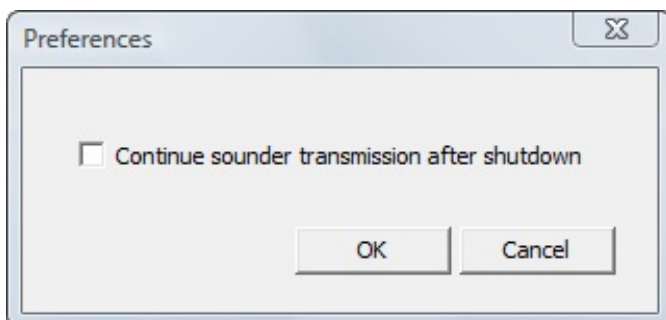 Preferences
Continue sounder transmission after shutdown
OK Cancel